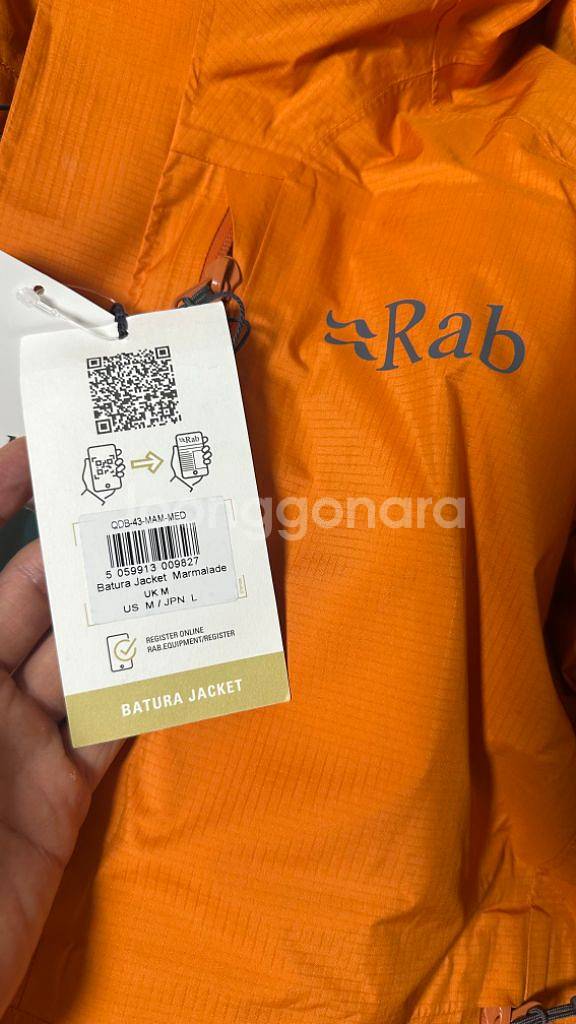 Rab
Rab
QDB-43-MAM-MED
5 059913 009827
Batura Jacket Marmalade
UK M
US M / JPN L
REGISTER ONLINE
RAB.EQUIPMENT/REGISTER
BATURA JACKET